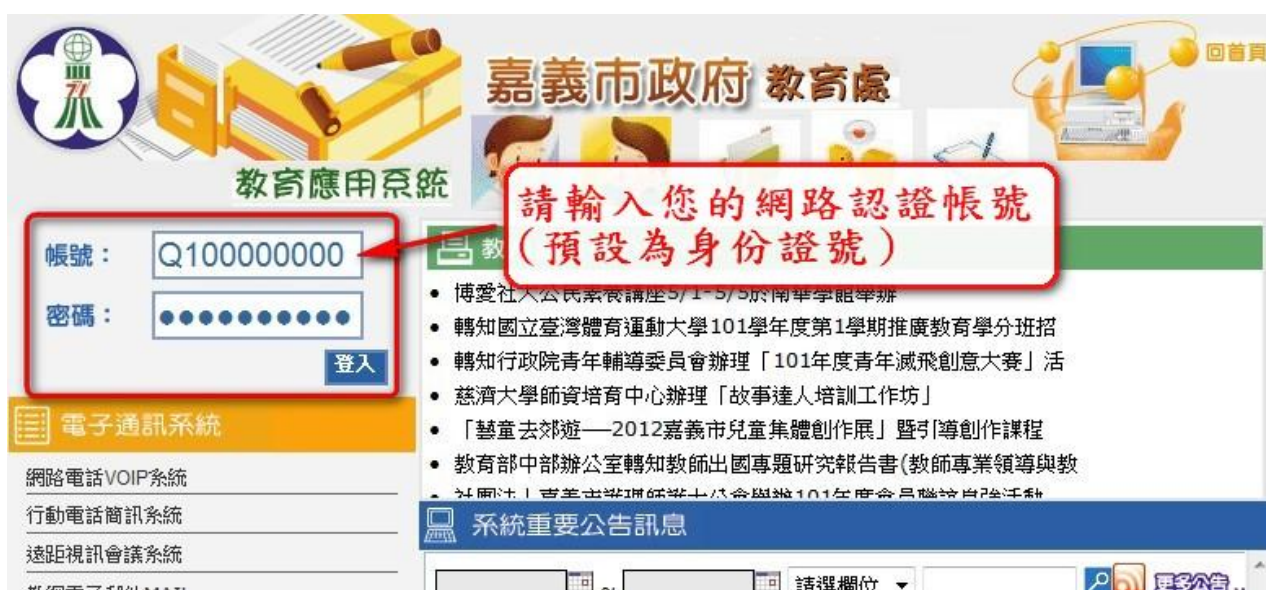 嘉義市政府 教育處
回首頁
教育應用系統
請輸入您的網路認證帳號
(預設為身份證號)
帳號：
Q100000000
密碼：
●●●●●●●●●●
登入
教
博愛社大公民素養講座5/1-5/5於南華學館舉辦
轉知國立臺灣體育運動大學101學年度第1學期推廣教育學分班招
轉知行政院青年輔導委員會辦理「101年度青年滅飛創意大賽」活
慈濟大學師資培育中心辦理「故事達人培訓工作坊」
「藝童去郊遊──2012嘉義市兒童集體創作展」暨引導創作課程
教育部中部辦公室轉知教師出國專題研究報告書(教師專業領導與教
電子通訊系統
網路電話VOIP系統
行動電話簡訊系統
遠距視訊會議系統
系統重要公告訊息
~
請選欄位
更多公告